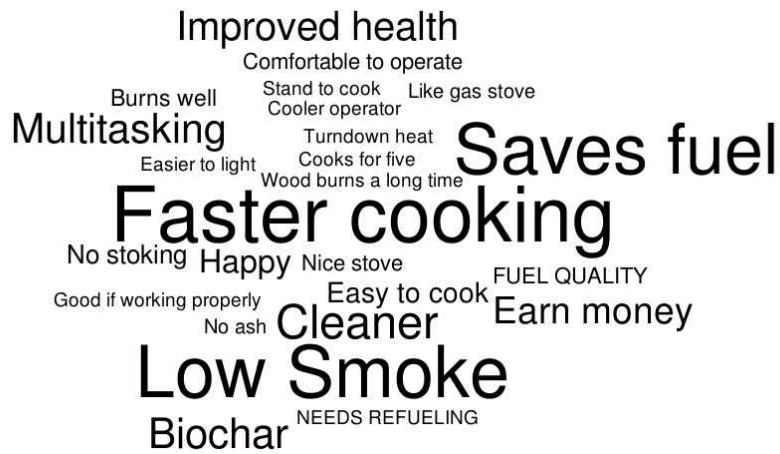 Improved health
Comfortable to operate
Stand to cook
Like gas stove
Burns well
Cooler operator
Multitasking
Turndown heat
Saves fuel
Easier to light
Cooks for five
Wood burns a long time
Faster cooking
No stoking
Happy
Nice stove
FUEL QUALITY
Easy to cook
Good if working properly
Earn money
No ash
Cleaner
Low Smoke
NEEDS REFUELING
Biochar